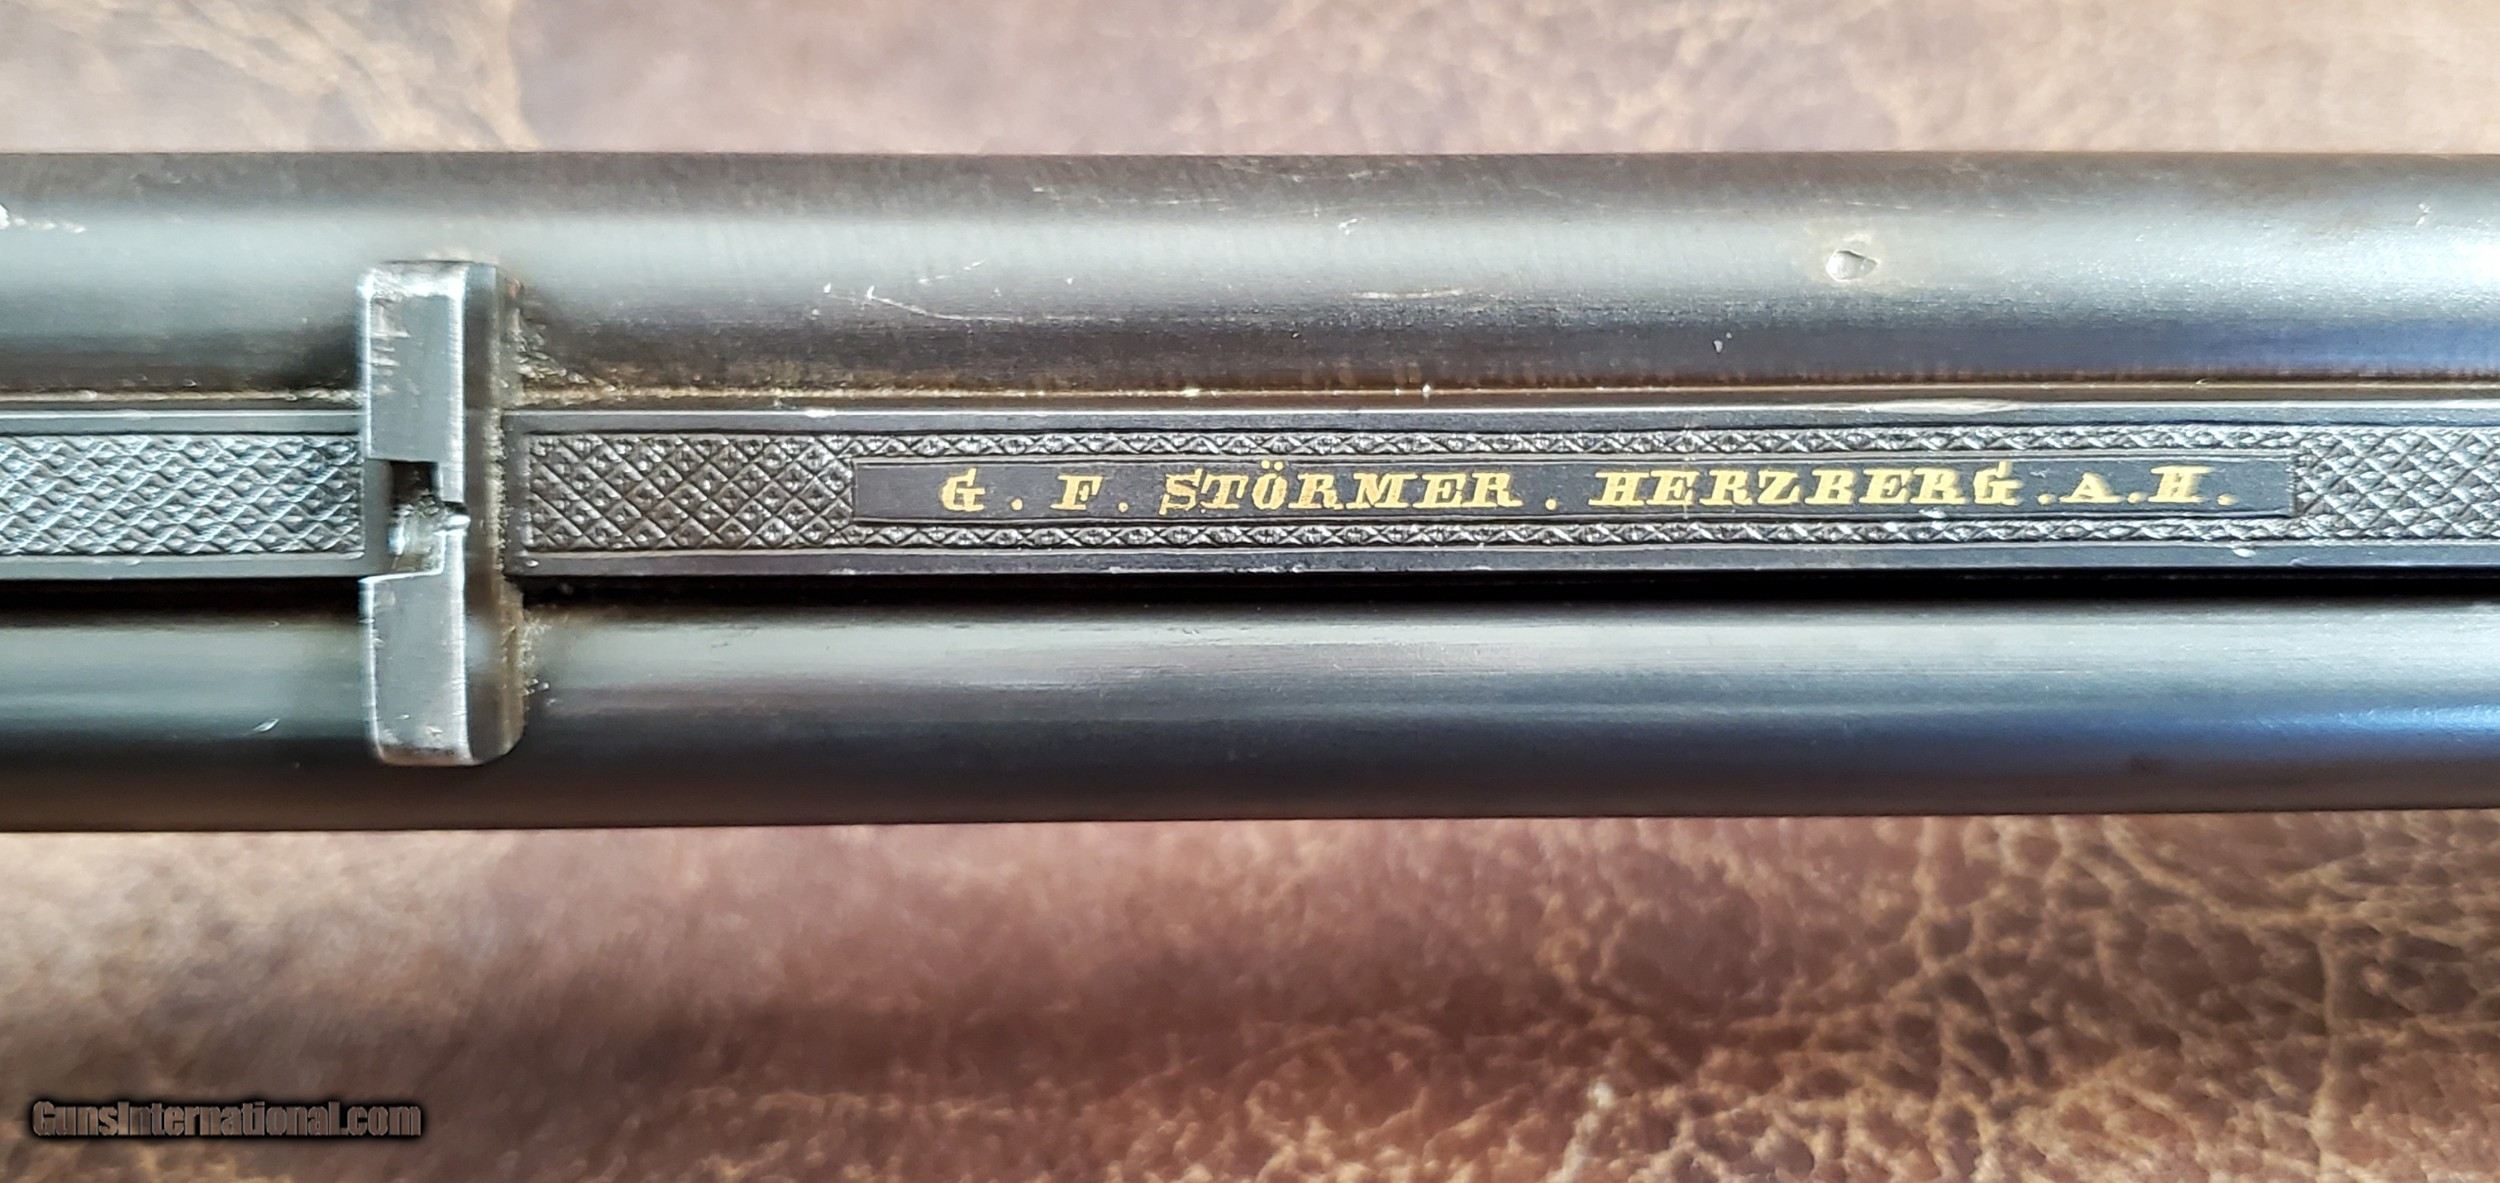 G. F. STÖRMER. HERZBERG. A. H.
GunsInternational.com